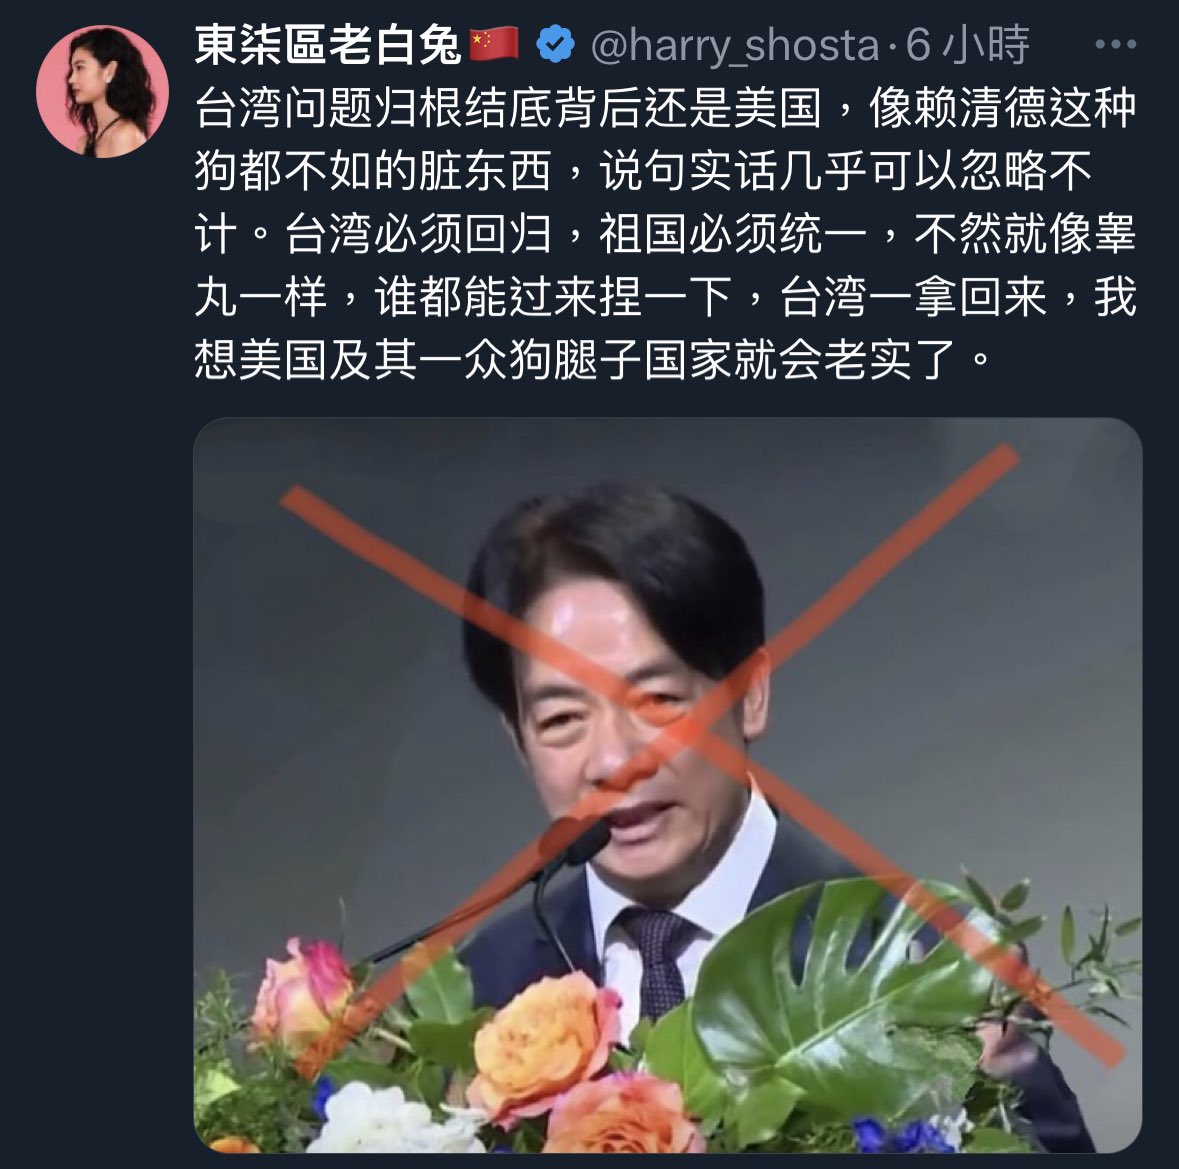 東柒區老白兔🇨🇳 @harry_shosta·6 小時
台湾问题归根结底背后还是美国，像赖清德这种
狗都不如的脏东西，说句实话几乎可以忽略不
计。台湾必须回归，祖国必须统一，不然就像睾
丸一样，谁都能过来捏一下，台湾一拿回来，我
想美国及其一众狗腿子国家就会老实了。